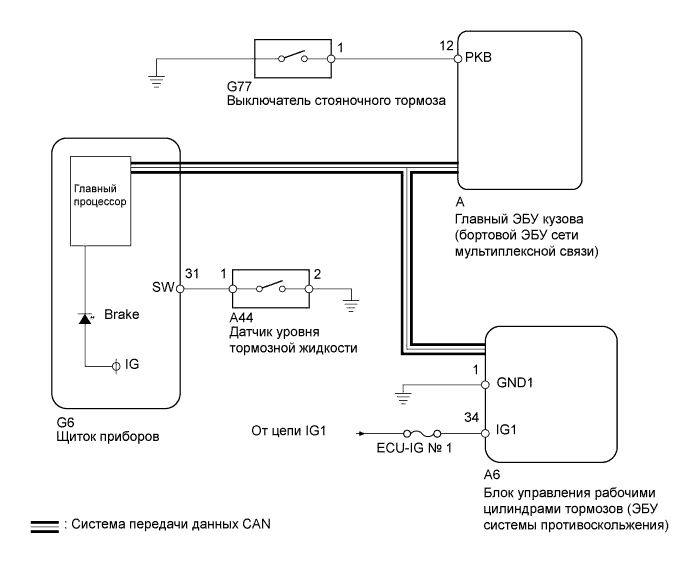 1
12
PKB
G77
Выключатель стояночного тормоза
Главный
процессор
A
Главный ЭБУ кузова
(бортовой ЭБУ сети
мультиплексной связи)
SW
31
1
2
A44
Датчик уровня
тормозной жидкости
Brake
IG
G6
Щиток приборов
1
GND1
34
IG1
От цепи IG1
ECU-IG № 1
A6
Блок управления рабочими
цилиндрами тормозов (ЭБУ
системы противоскольжения)
: Система передачи данных CAN